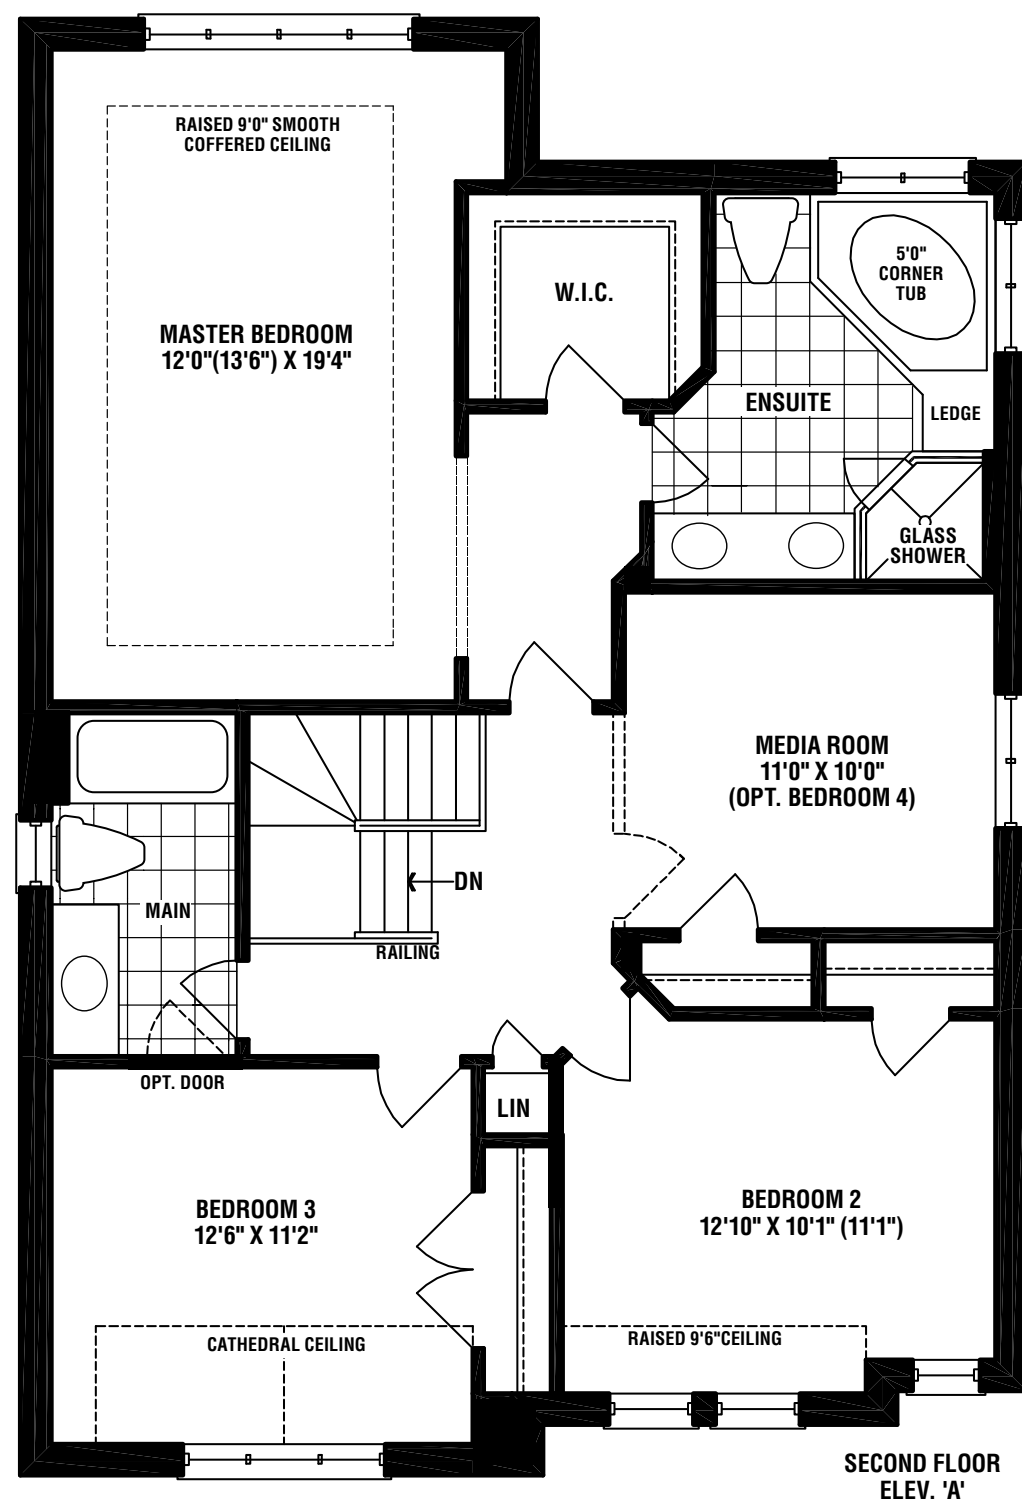 RAISED 9'0" SMOOTH
COFFERED CEILING
5'0"
CORNER
TUB
W.I.C.
MASTER BEDROOM
12'0"(13'6") X 19'4"
ENSUITE
LEDGE
GLASS
SHOWER
MEDIA ROOM
11'0" X 10'0"
(OPT. BEDROOM 4)
DN
MAIN
RAILING
OPT. DOOR
LIN
BEDROOM 3
12'6" X 11'2"
BEDROOM 2
12'10" X 10'1" (11'1")
CATHEDRAL CEILING
RAISED 9'6"CEILING
SECOND FLOOR
ELEV. 'A'